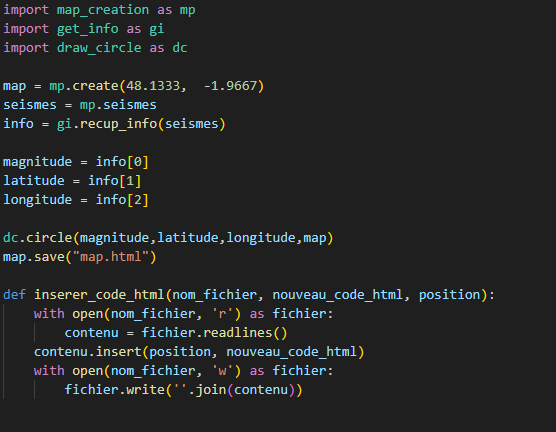 import map_creation as mp
import get_info as gi
import draw_circle as dc
map = mp.create(48.1333,  -1.9667)
seismes = mp.seismes
info = gi.recup_info(seismes)
magnitude = info[0]
latitude = info[1]
longitude = info[2]
dc.circle(magnitude,latitude,longitude,map)
map.save("map.html")
def inserer_code_html(nom_fichier, nouveau_code_html, position):
    with open(nom_fichier, 'r') as fichier:
        contenu = fichier.readlines()
    contenu.insert(position, nouveau_code_html)
    with open(nom_fichier, 'w') as fichier:
        fichier.write(''.join(contenu))